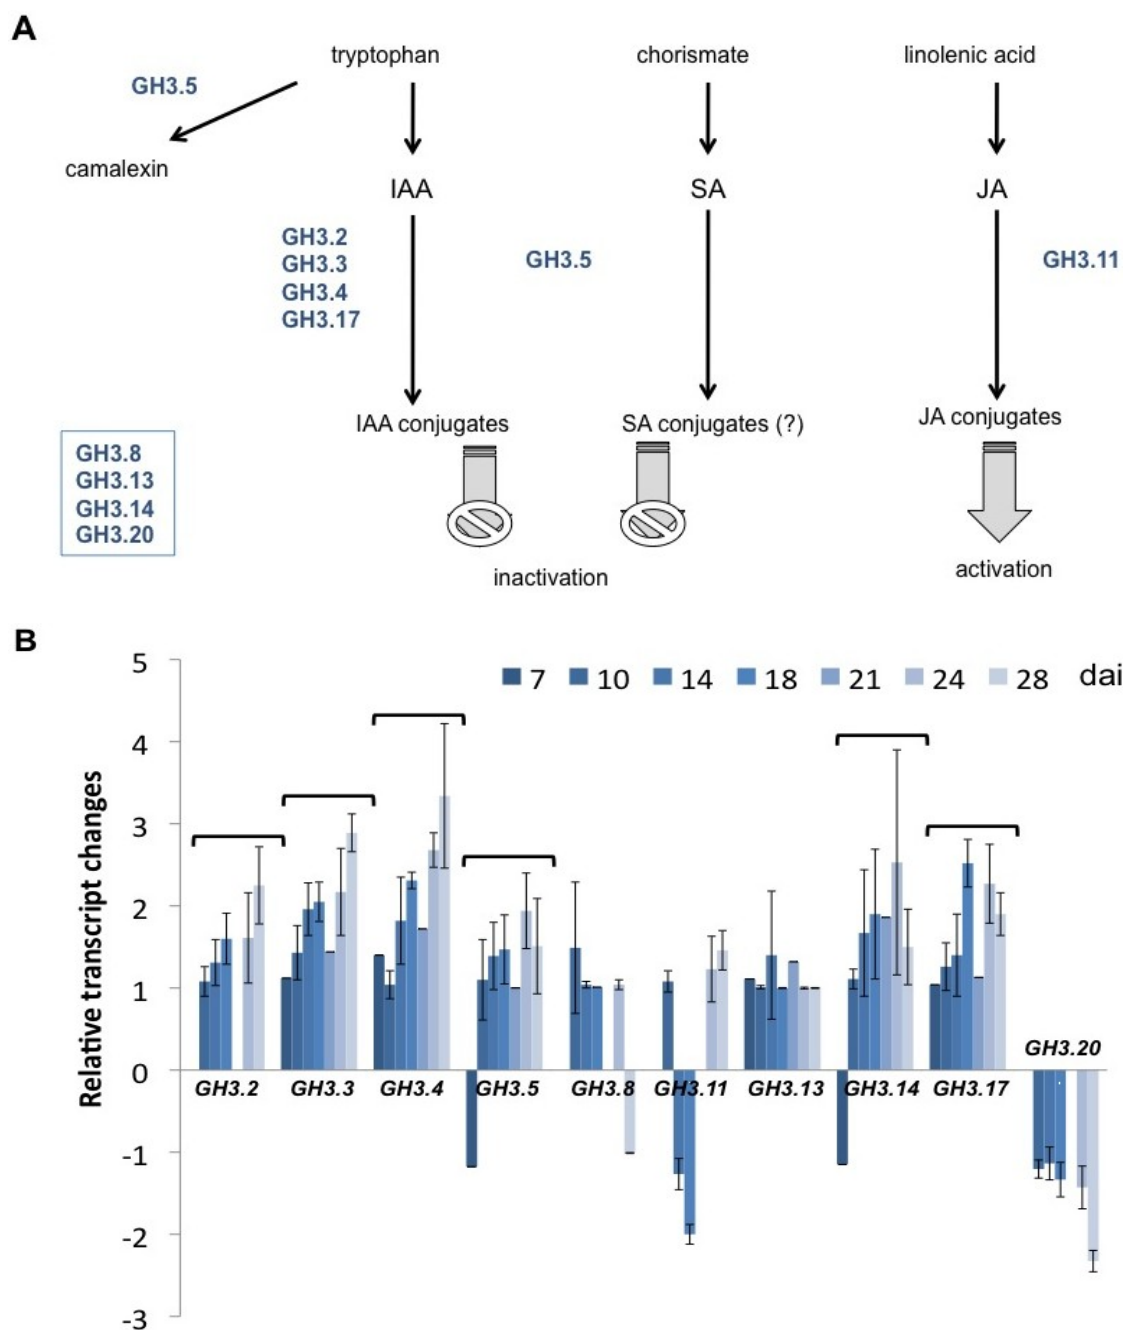 A
tryptophan chorismate linolenic acid
GH3.5
camalexin
IAA SA JA
GH3.2
GH3.3
GH3.4
GH3.17
GH3.5
GH3.11
IAA conjugates SA conjugates (?) JA conjugates
GH3.8
GH3.13
GH3.14
GH3.20
inactivation
activation
B
Relative transcript changes
5
4
3
2
1
0
-1
-2
-3
7 10 14 18 21 24 28 dai
GH3.2 GH3.3 GH3.4 GH3.5 GH3.8 GH3.11 GH3.13 GH3.14 GH3.17
GH3.20